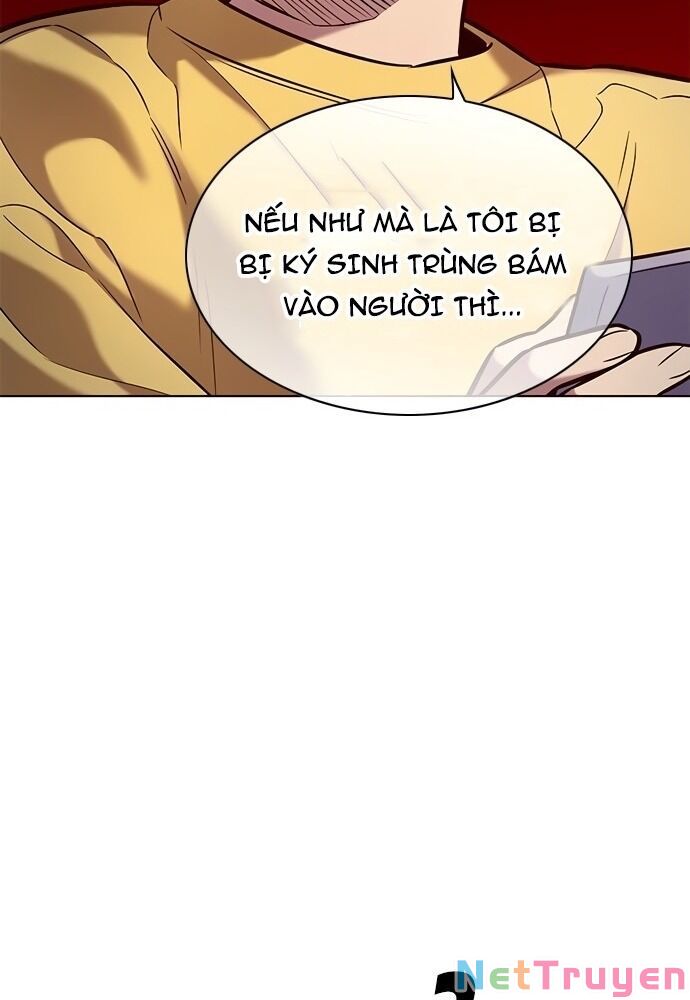 NẾU NHƯ MÀ LÀ TÔI BỊ
BỊ KÝ SINH TRÙNG BÁM
VÀO NGƯỜI THÌ...
NetTruyen